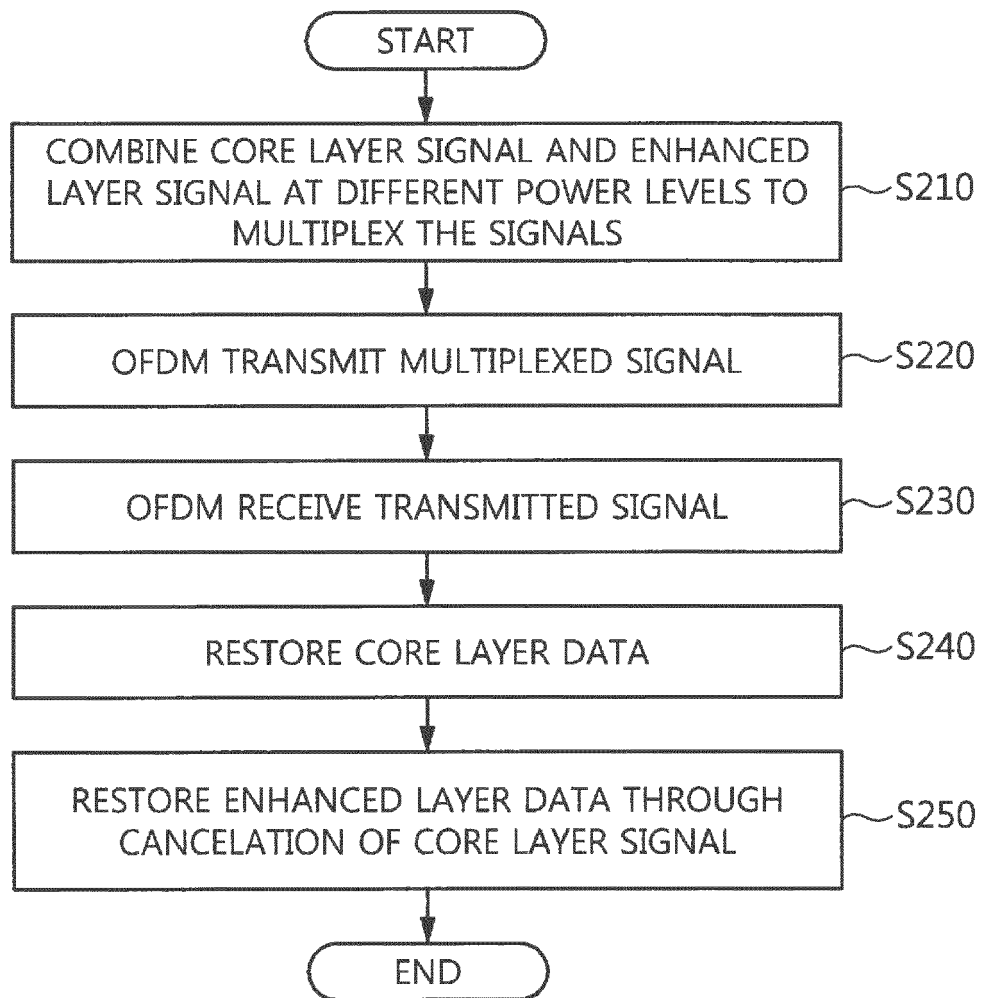 START
COMBINE CORE LAYER SIGNAL AND ENHANCED
LAYER SIGNAL AT DIFFERENT POWER LEVELS TO
MULTIPLEX THE SIGNALS
S210
OFDM TRANSMIT MULTIPLEXED SIGNAL
S220
OFDM RECEIVE TRANSMITTED SIGNAL
S230
RESTORE CORE LAYER DATA
S240
RESTORE ENHANCED LAYER DATA THROUGH
CANCELATION OF CORE LAYER SIGNAL
S250
END